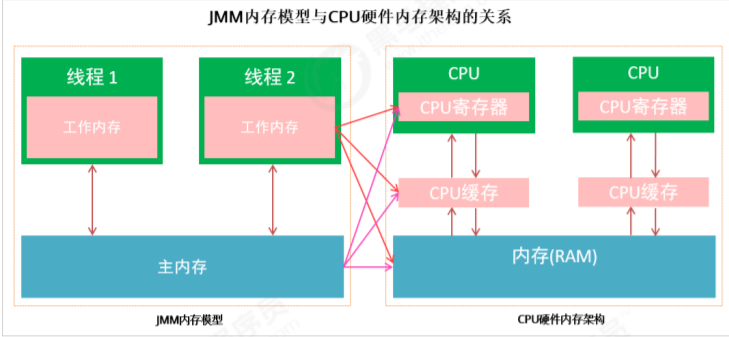 JMM内存模型与CPU硬件内存架构的关系
线程 1
线程 2
工作内存
工作内存
主内存
JMM内存模型
CPU
CPU
CPU寄存器
CPU寄存器
CPU缓存
CPU缓存
内存(RAM)
CPU硬件内存架构